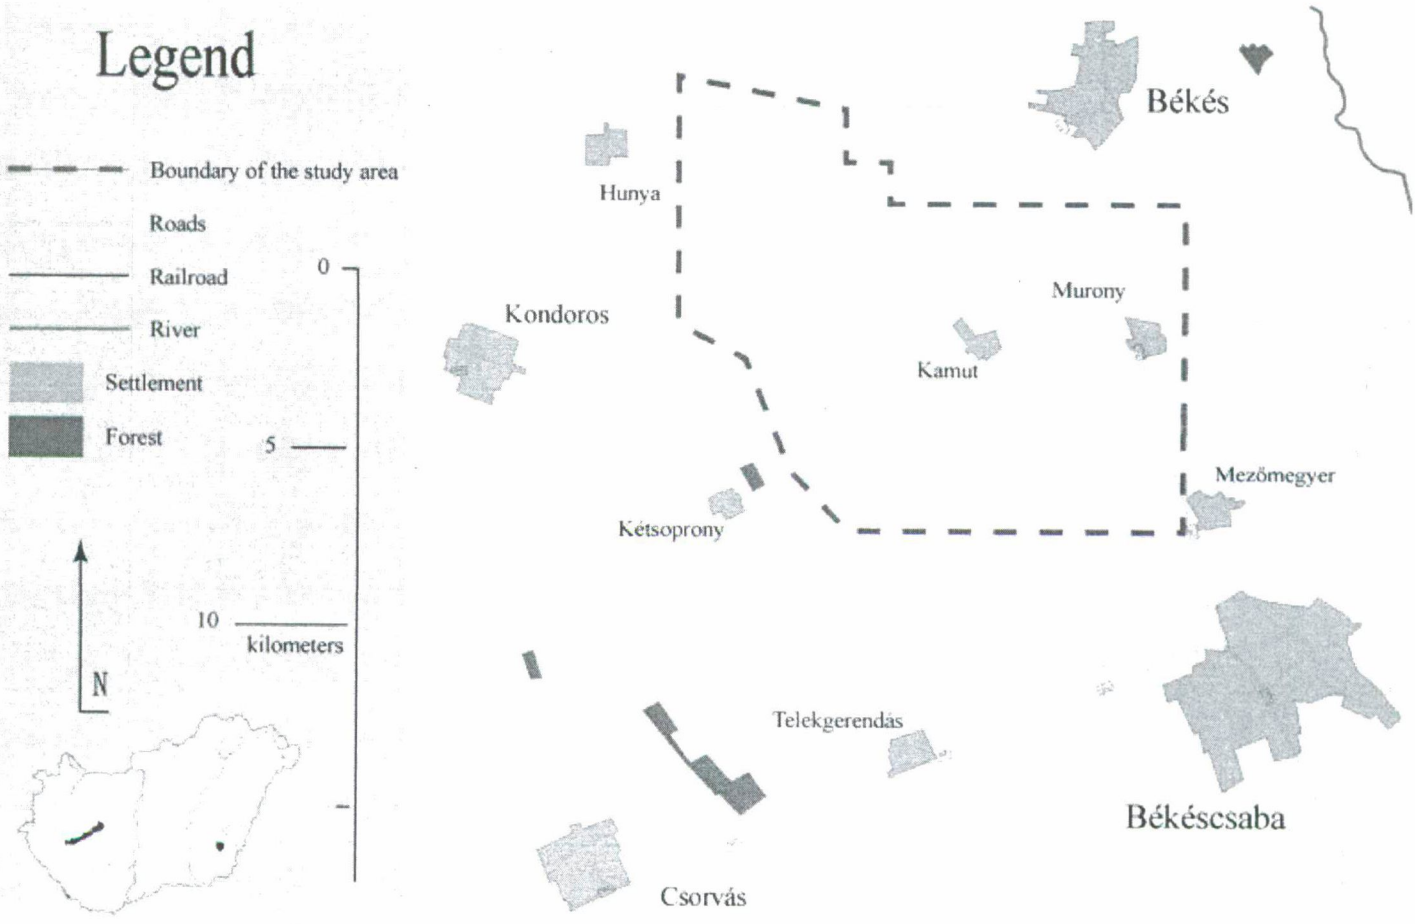 Legend
Boundary of the study area
Roads
Railroad
River
Settlement
Forest
0
5
10
kilometers
N
Békés
Hunya
Murony
Kondoros
Kamut
Mezőmegyer
Kétsoprony
Telekgerendás
Békéscsaba
Csorvás